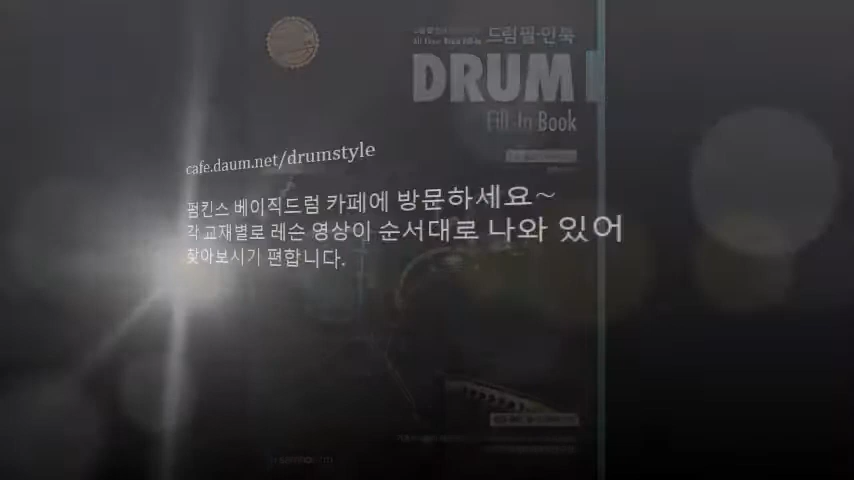 드럼필-인북
DRUM
Fill-In Book
cafe.daum.net/drumstyle
펌킨스 베이직드럼 카페에 방문하세요~
각 교재별로 레슨 영상이 순서대로 나와 있어
찾아보시기 편합니다.